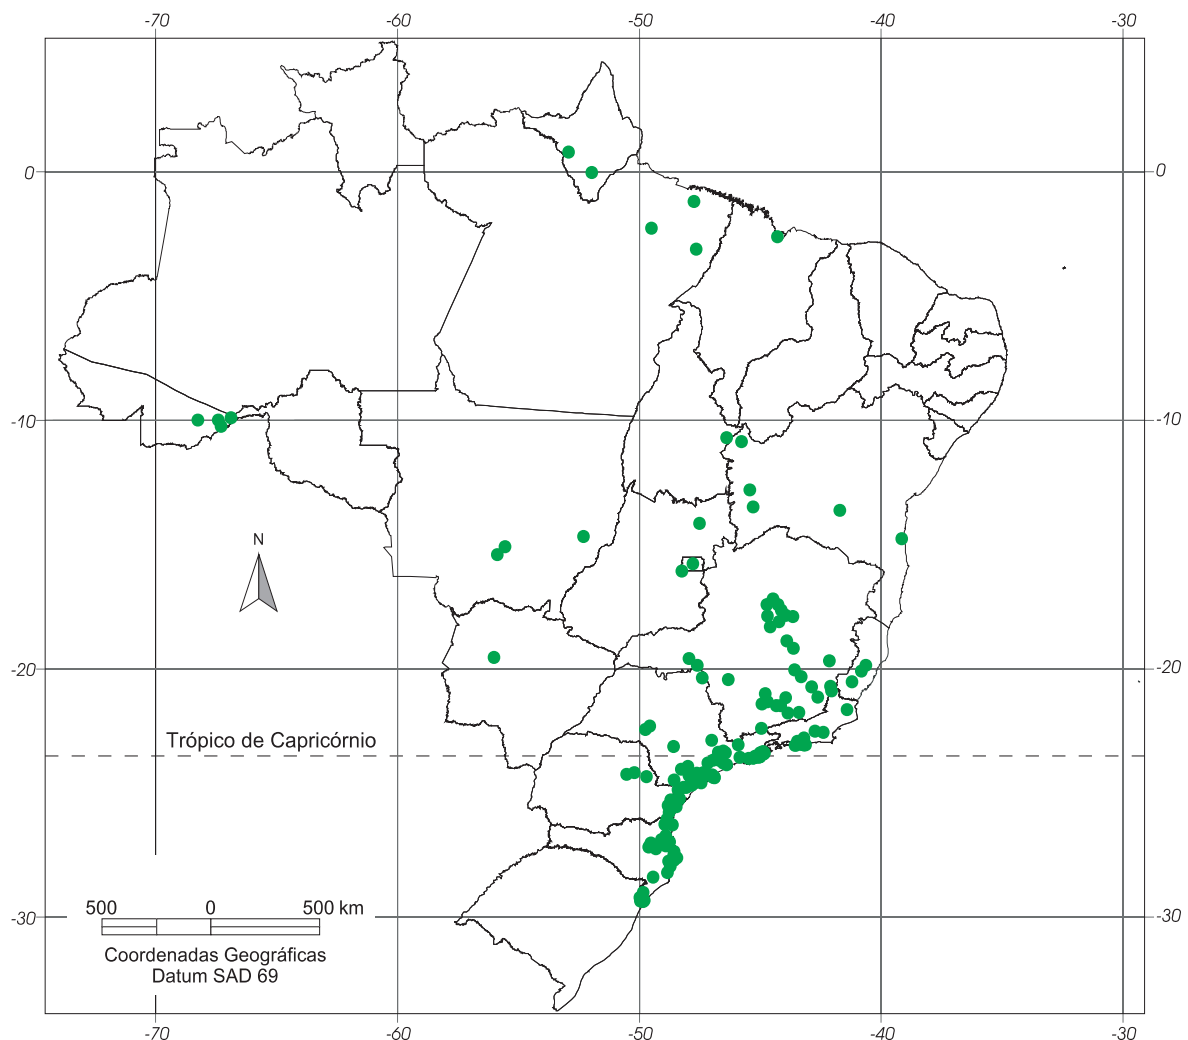 -70 -60 -50 -40 -30
0 0
-10 -10
N
-20 -20
Trópico de Capricórnio
500 0 500 km
-30 -30
Coordenadas Geográficas
Datum SAD 69
-70 -60 -50 -40 -30